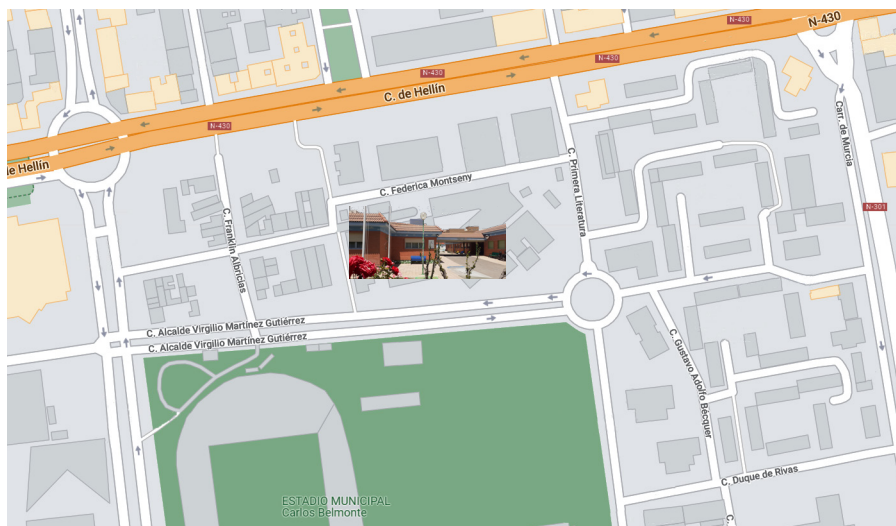 N-430
N-430
N-430
N-430
C. de Hellín
N-430
de Hellín
Carr. de Murcia
C. Primera Literatura
C. Federica Montseny
N-301
C. Franklin Albricias
C. Alcalde Virgilio Martínez Gutiérrez
C. Alcalde Virgilio Martínez Gutiérrez
C. Gustavo Adolfo Bécquer
C. Duque de Rivas
ESTADIO MUNICIPAL
Carlos Belmonte
C.